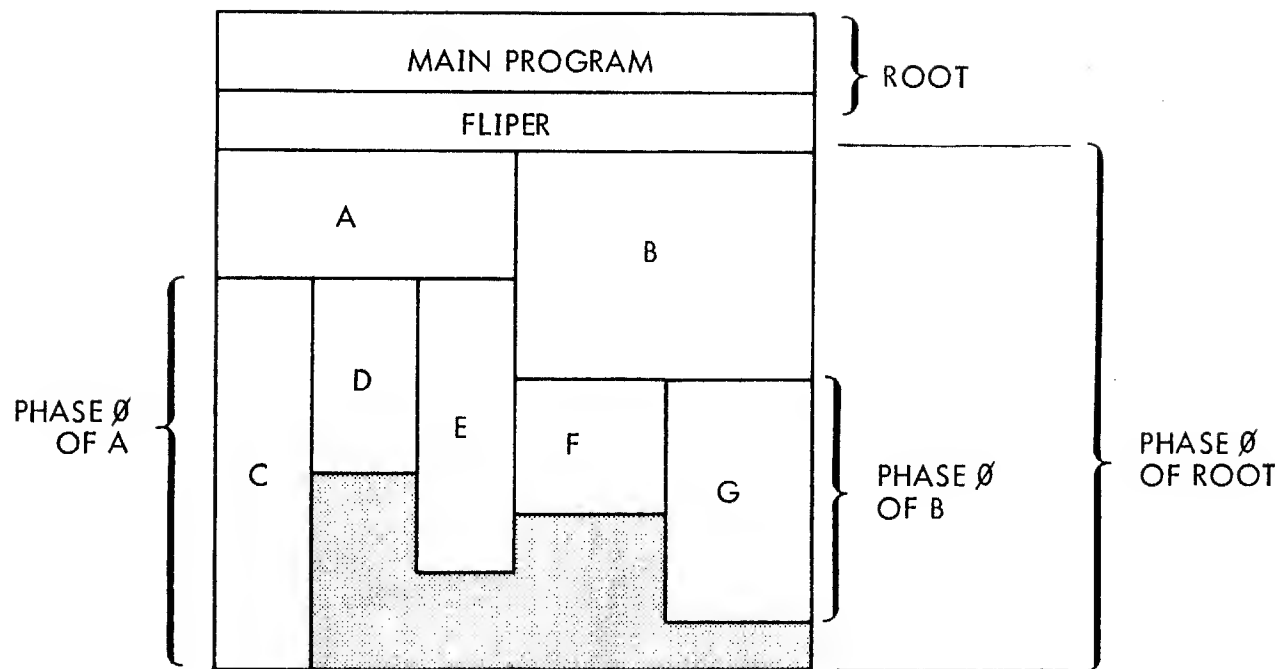 MAIN PROGRAM
ROOT
FLIPER
A
B
D
E
F
C
G
PHASE Ø
OF A
PHASE Ø
OF B
PHASE Ø
OF ROOT